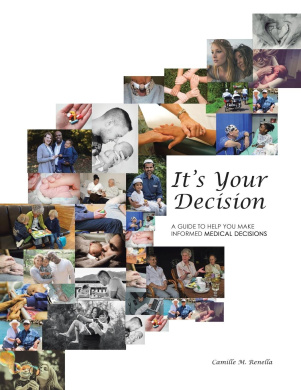 It's Your
Decision
A GUIDE TO HELP YOU MAKE
INFORMED MEDICAL DECISIONS
Camille M. Renella